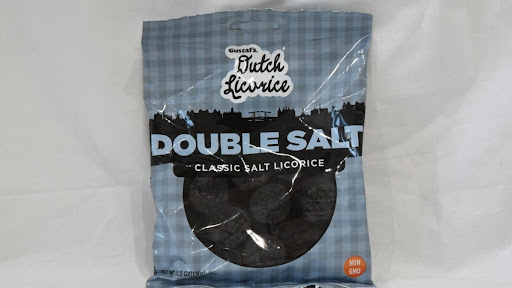 Gustaf's
Dutch
Licorice
DOUBLE SALT
CLASSIC SALT LICORICE
NON
GMO